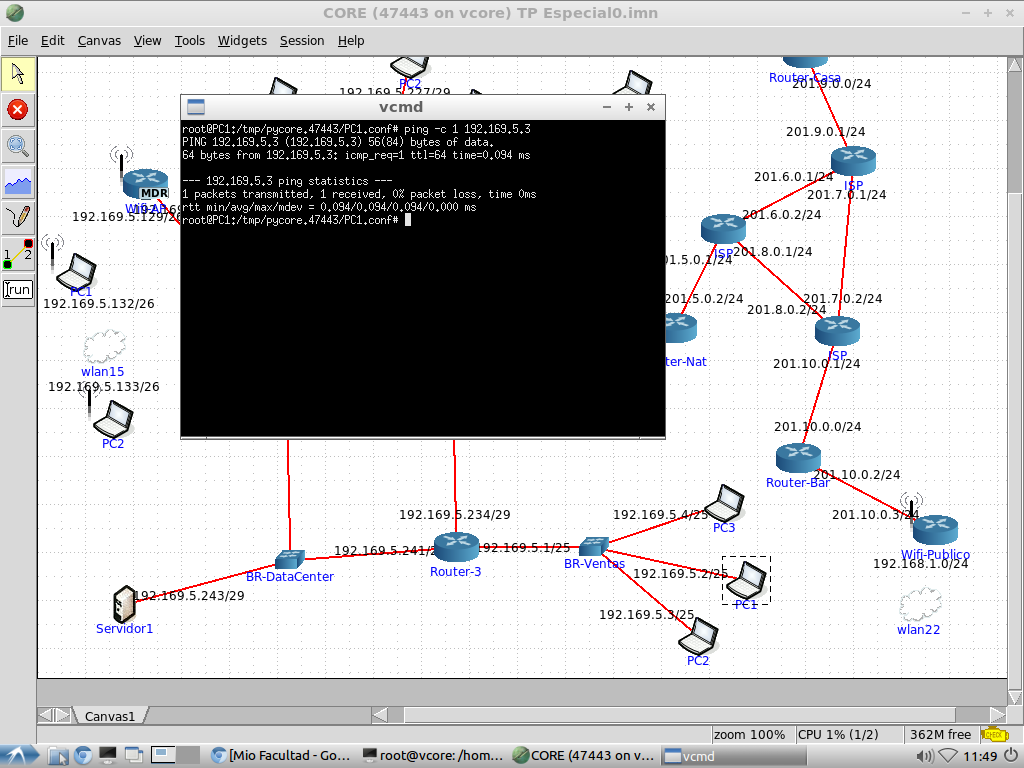 CORE (47443 on vcore) TP Especial0.imn
File Edit Canvas View Tools Widgets Session Help
Router-Casa
201.9.0.0/24
PC2
192.169.5.227/29
vcmd
root@PC1:/tmp/pycore.47443/PC1.conf# ping -c 1 192.169.5.3
PING 192.169.5.3 (192.169.5.3) 56(84) bytes of data.
64 bytes from 192.169.5.3: icmp_req=1 ttl=64 time=0.094 ms
--- 192.169.5.3 ping statistics ---
1 packets transmitted, 1 received, 0% packet loss, time 0ms
rtt min/avg/max/mdev = 0.094/0.094/0.094/0.000 ms
root@PC1:/tmp/pycore.47443/PC1.conf#
201.9.0.1/24
ISP
201.6.0.1/24
201.7.0.1/24
MDR
192.169.5.129/26
201.6.0.2/24
ISP
201.8.0.1/24
01.5.0.1/24
PC1
192.169.5.132/26
201.5.0.2/24
201.7.0.2/24
201.8.0.2/24
ISP
ter-Nat
201.10.0.1/24
wlan15
192.169.5.133/26
PC2
201.10.0.0/24
Router-Bar
201.10.0.2/24
192.169.5.234/29
192.169.5.4/25
PC3
201.10.0.3/24
Wifi-Publico
192.168.1.0/24
192.169.5.241/
92.169.5.1/25
BR-DataCenter
Router-3
BR-Ventas
192.169.5.2/25
PC1
192.169.5.243/29
Servidor1
192.169.5.3/25
PC2
wlan22
Canvas1
zoom 100% CPU 1% (1/2) 362M free CHECK
[Mio Facultad - Go... root@vcore: /hom... CORE (47443 on v... vcmd 11:49
1 2
run